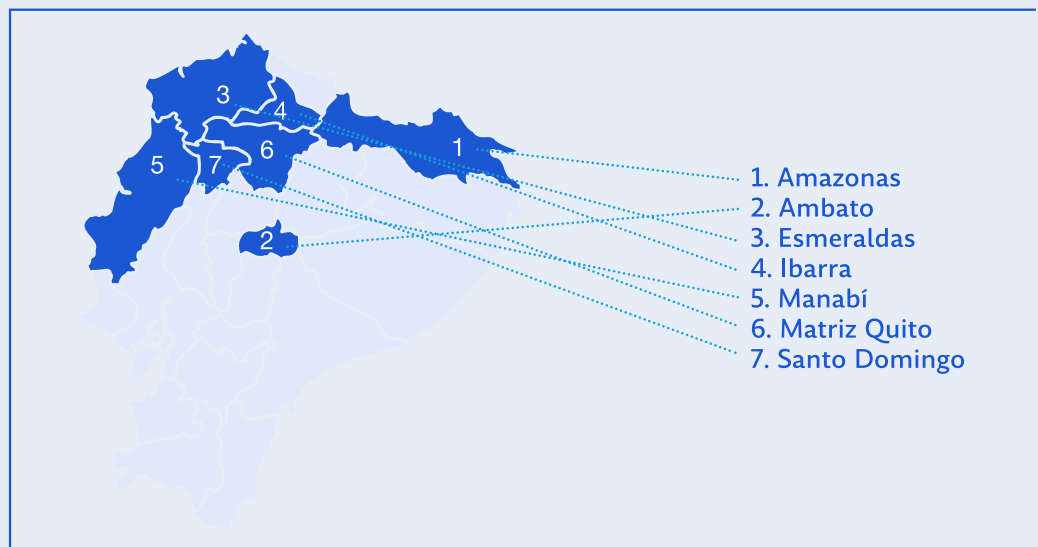 3
4
1
6
5
7
2
1. Amazonas
2. Ambato
3. Esmeraldas
4. Ibarra
5. Manabí
6. Matriz Quito
7. Santo Domingo